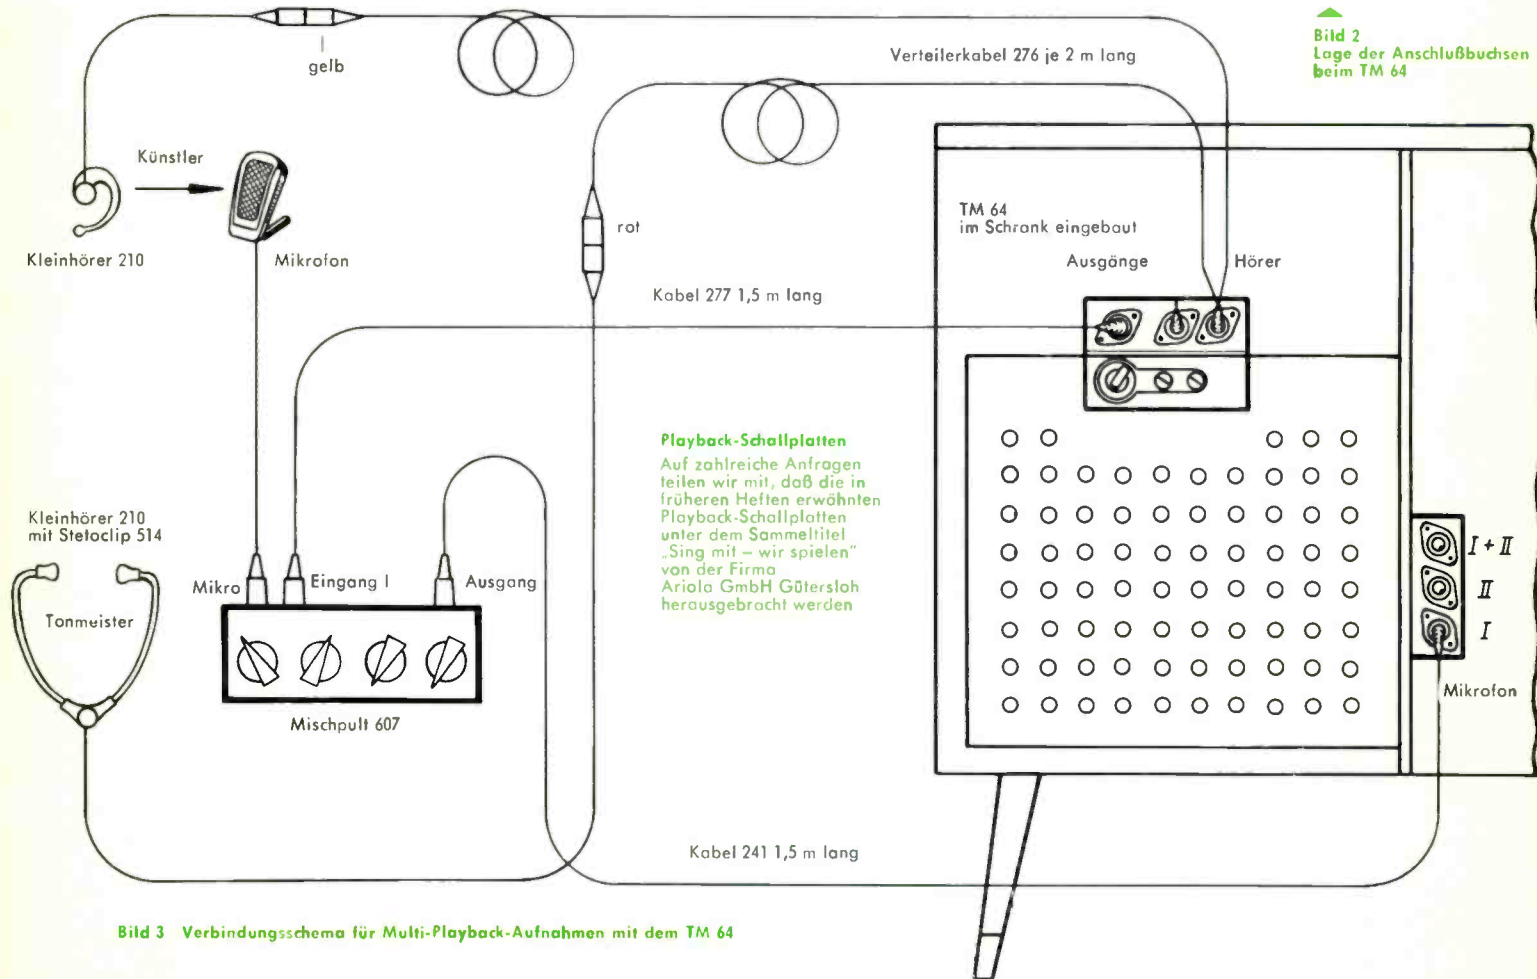 Bild 2
Lage der Anschlußbuchsen
beim TM 64
gelb
Verteilerkabel 276 je 2 m lang
Künstler
Kleinhörer 210
Mikrofon
rot
TM 64
im Schrank eingebaut
Ausgänge
Hörer
Kabel 277 1,5 m lang
Playback-Schallplatten
Auf zahlreiche Anfragen
teilen wir mit, daß die in
früheren Heften erwähnten
Playback-Schallplatten
unter dem Sammeltitel
„Sing mit – wir spielen"
von der Firma
Ariola GmbH Gütersloh
herausgebracht werden
Kleinhörer 210
mit Stetoclip 514
Tonmeister
Mikro
Eingang I
Ausgang
Mischpult 607
I + II
II
I
Mikrofon
Kabel 241 1,5 m lang
Bild 3 Verbindungsschema für Multi-Playback-Aufnahmen mit dem TM 64